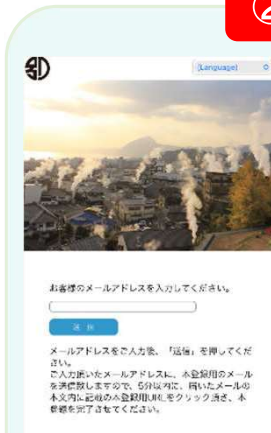 [Language]
お客様のメールアドレスを入力してください。
送信
メールアドレスをご入力後、「送信」を押してくだ
さい。
ご入力頂いたメールアドレスに、本登録用のメール
を送信致しますので、5分以内に、届いたメールの
本文内に記載の本登録用URLをクリック頂き、本
登録を完了させてください。